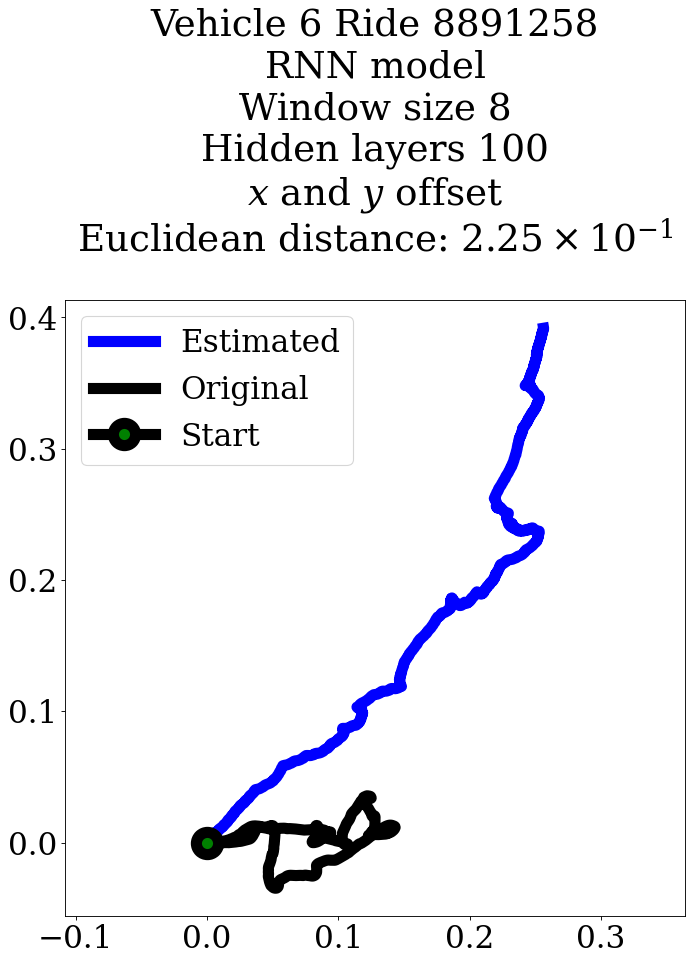 Vehicle 6 Ride 8891258
RNN model
Window size 8
Hidden layers 100
x and y offset
Euclidean distance: 2.25 × 10⁻¹
Estimated
Original
Start
0.4
0.3
0.2
0.1
0.0
−0.1 0.0 0.1 0.2 0.3